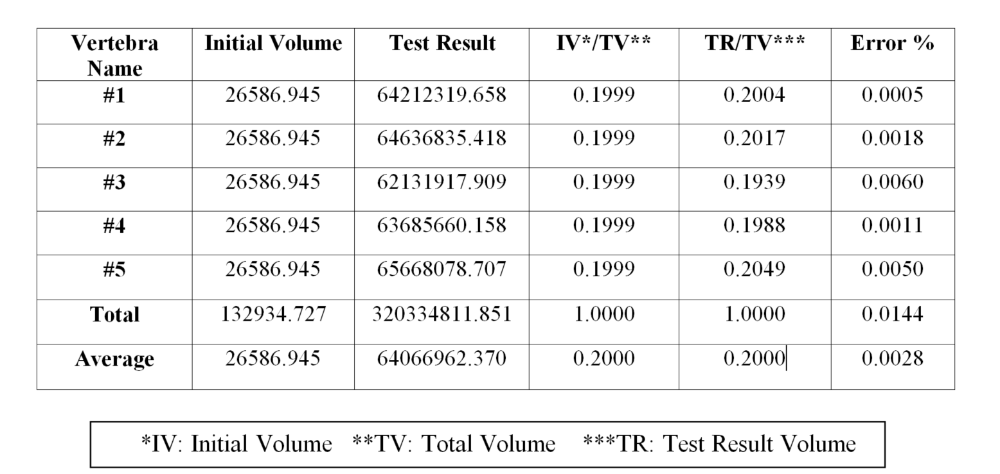 Vertebra Name Initial Volume Test Result IV*/TV** TR/TV*** Error %
#1 26586.945 64212319.658 0.1999 0.2004 0.0005
#2 26586.945 64636835.418 0.1999 0.2017 0.0018
#3 26586.945 62131917.909 0.1999 0.1939 0.0060
#4 26586.945 63685660.158 0.1999 0.1988 0.0011
#5 26586.945 65668078.707 0.1999 0.2049 0.0050
Total 132934.727 320334811.851 1.0000 1.0000 0.0144
Average 26586.945 64066962.370 0.2000 0.2000 0.0028
*IV: Initial Volume **TV: Total Volume ***TR: Test Result Volume